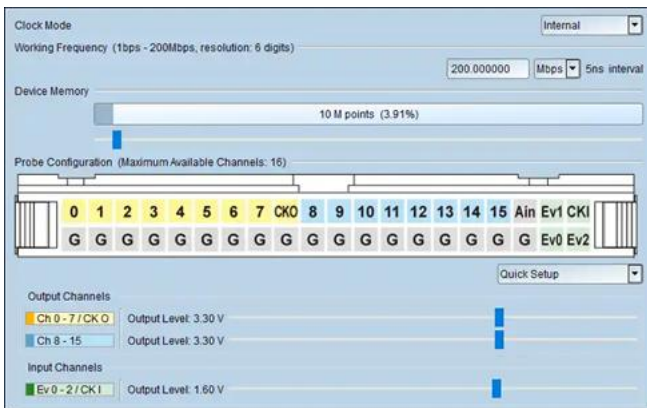 Clock Mode Internal
Working Frequency (1bps - 200Mbps, resolution: 6 digits)
200.000000 Mbps 5ns interval
Device Memory
10 M points (3.91%)
Probe Configuration (Maximum Available Channels: 16)
0 1 2 3 4 5 6 7 CKO 8 9 10 11 12 13 14 15 Ain Ev1 CKI
G G G G G G G G G G G G G G G G G G Ev0 Ev2
Quick Setup
Output Channels
Ch 0 - 7 / CK O Output Level: 3.30 V
Ch 8 - 15 Output Level: 3.30 V
Input Channels
Ev 0 - 2 / CK I Output Level: 1.60 V